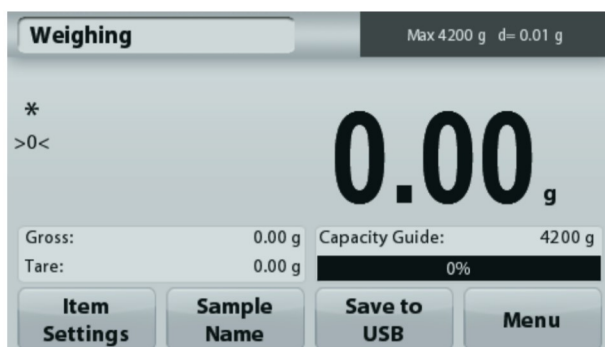 Weighing
Max 4200 g d= 0.01 g
*
>0<
0.00 g
Gross: 0.00 g
Tare: 0.00 g
Capacity Guide: 4200 g
0%
Item Settings
Sample Name
Save to USB
Menu